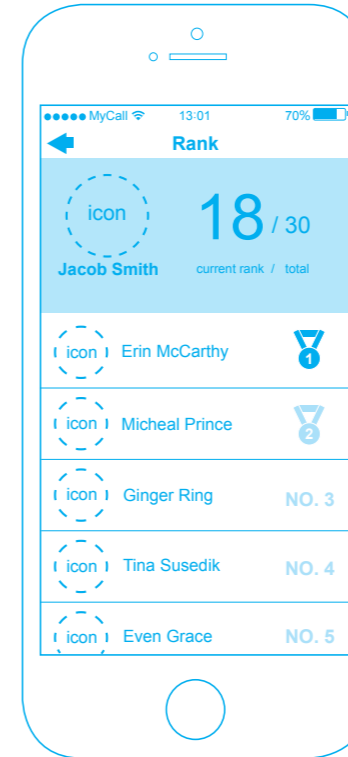 MyCall 13:01 70%
Rank
icon
18 / 30
Jacob Smith current rank / total
icon Erin McCarthy 1
icon Micheal Prince 2
icon Ginger Ring NO. 3
icon Tina Susedik NO. 4
icon Even Grace NO. 5